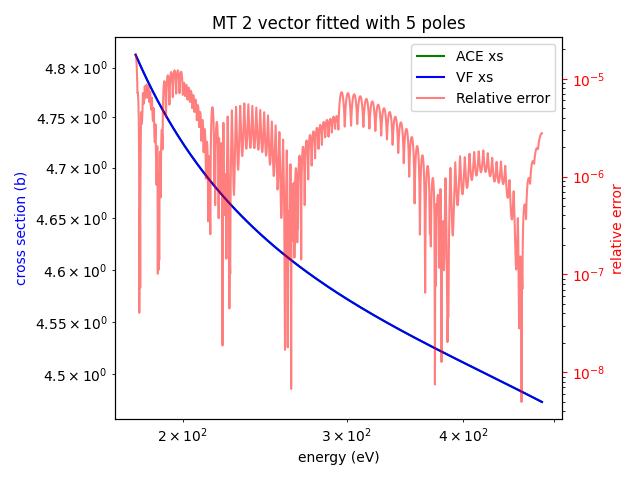 MT 2 vector fitted with 5 poles
ACE xs
VF xs
Relative error
4.8 × 10⁰
4.75 × 10⁰
4.7 × 10⁰
4.65 × 10⁰
4.6 × 10⁰
4.55 × 10⁰
4.5 × 10⁰
cross section (b)
10⁻⁵
10⁻⁶
10⁻⁷
10⁻⁸
relative error
2 × 10²
3 × 10²
4 × 10²
energy (eV)